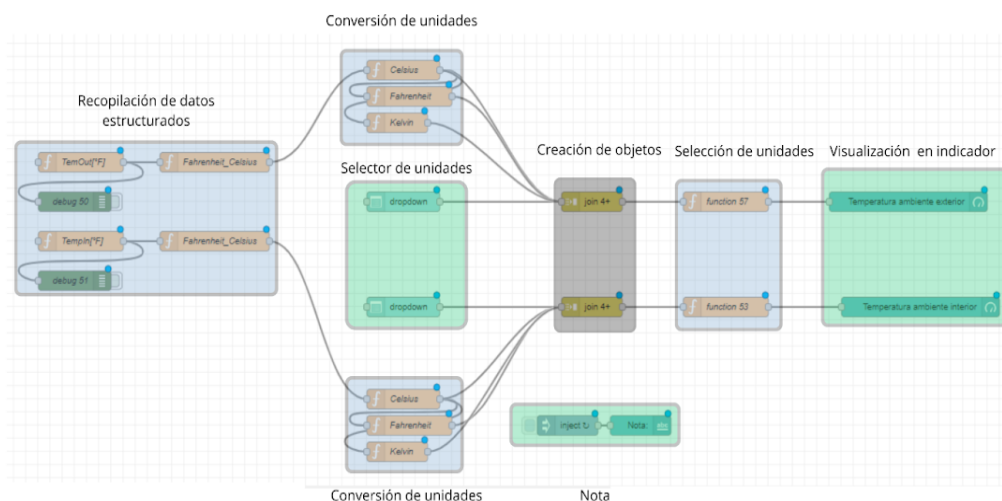 Conversión de unidades
Celsius
Fahrenheit
Kelvin
Recopilación de datos
estructurados
TemOut[°F]
Fahrenheit_Celsius
debug 50
TempIn[°F]
Fahrenheit_Celsius
debug 51
Selector de unidades
dropdown
dropdown
Creación de objetos
join 4+
join 4+
Selección de unidades
function 57
function 53
Visualización en indicador
Temperatura ambiente exterior
Temperatura ambiente interior
Celsius
Fahrenheit
Kelvin
Conversión de unidades
inject ↻
Nota:
abc
Nota